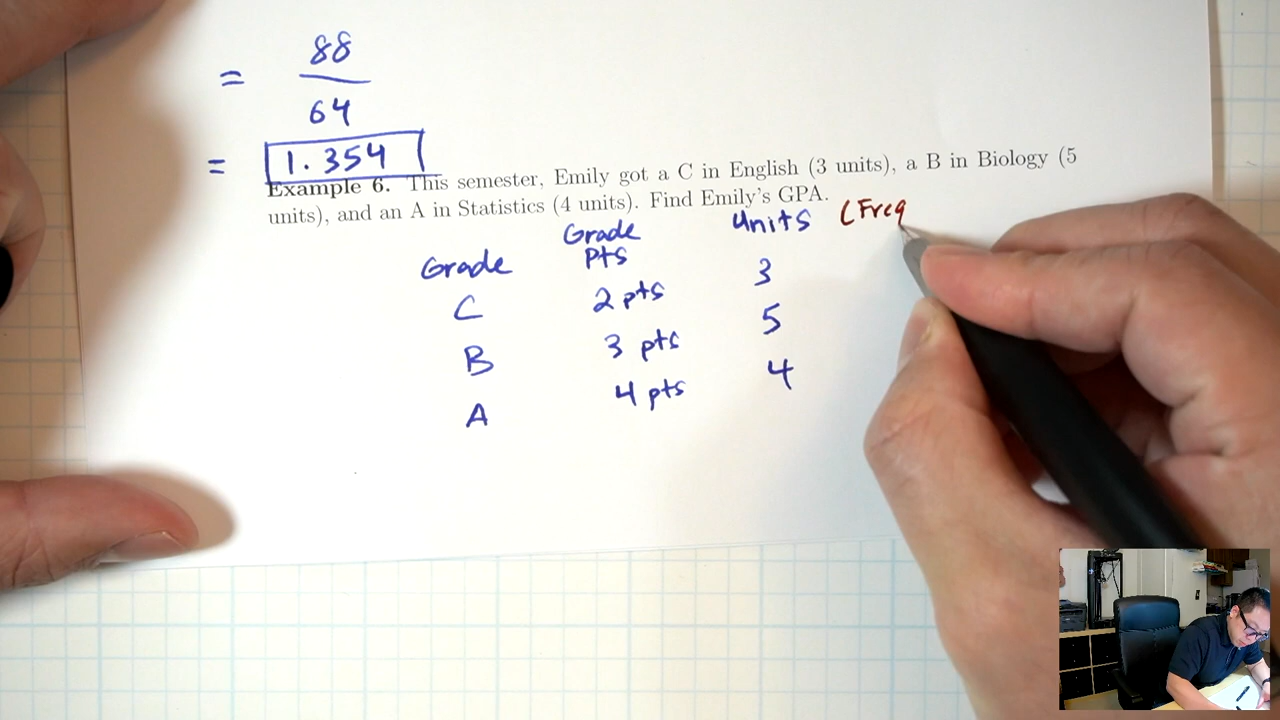 = 88
64
= 1.354
Example 6. This semester, Emily got a C in English (3 units), a B in Biology (5
units), and an A in Statistics (4 units). Find Emily's GPA.
Grade Grade Pts Units (Freq
C 2 pts 3
B 3 pts 5
A 4 pts 4